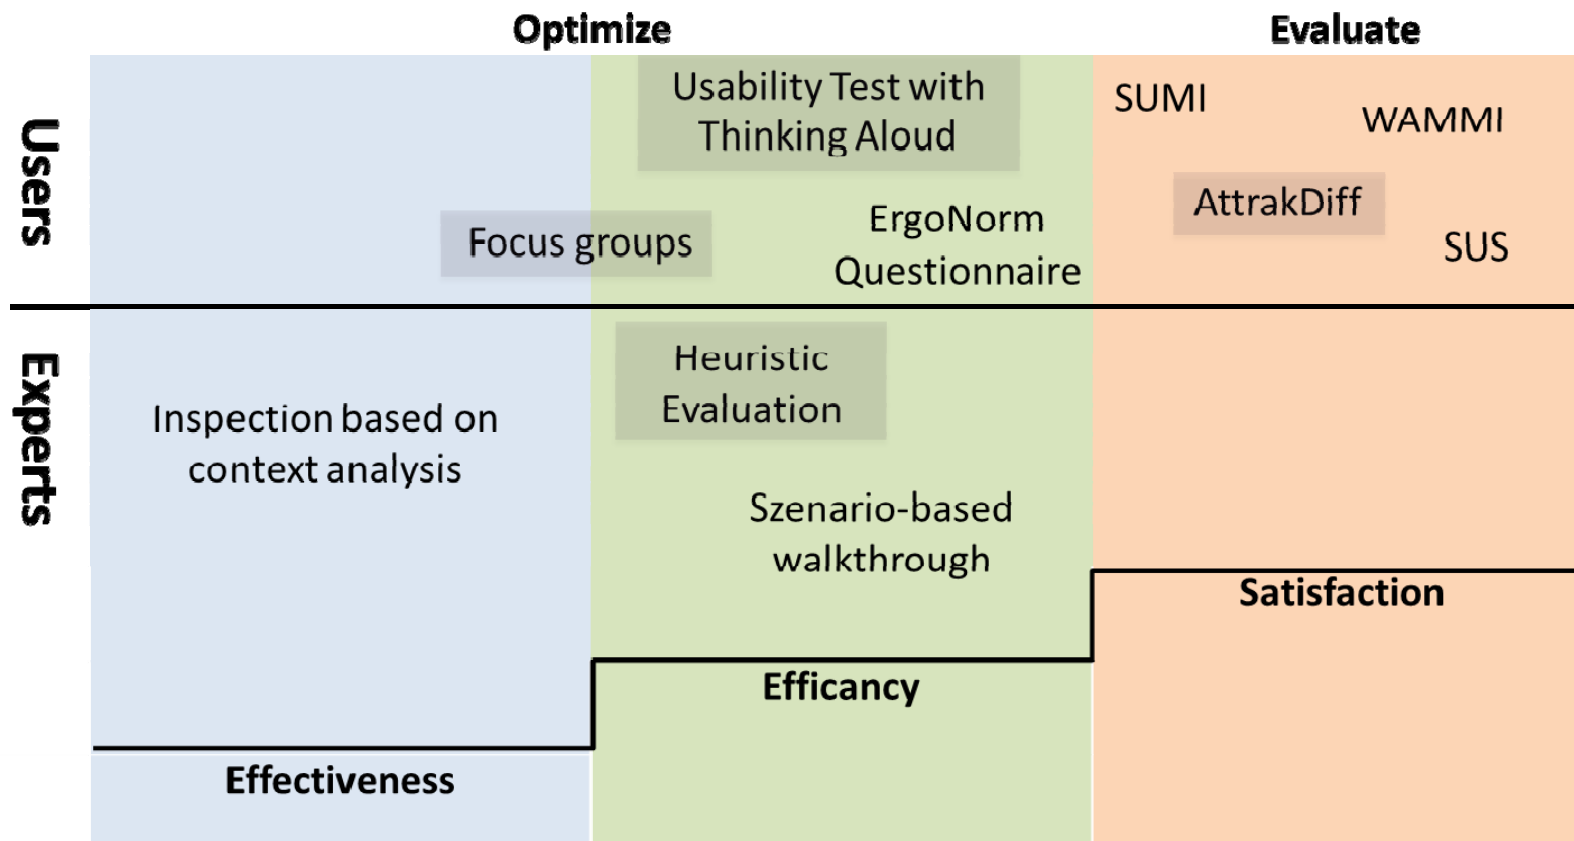 Optimize
Evaluate
Users
Usability Test with
Thinking Aloud
Focus groups
ErgoNorm
Questionnaire
SUMI
WAMMI
AttrakDiff
SUS
Experts
Inspection based on
context analysis
Heuristic
Evaluation
Szenario-based
walkthrough
Effectiveness
Efficancy
Satisfaction